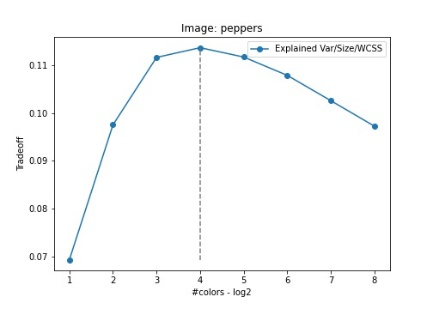 Image: peppers
Explained Var/Size/WCSS
0.11
0.10
0.09
0.08
0.07
Tradeoff
1 2 3 4 5 6 7 8
#colors - log2